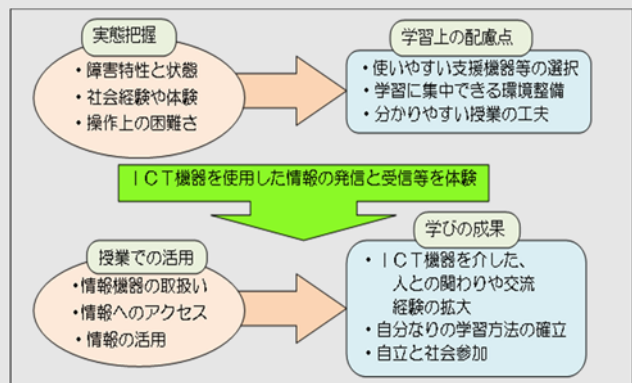 実態把握
・障害特性と状態
・社会経験や体験
・操作上の困難さ
学習上の配慮点
・使いやすい支援機器等の選択
・学習に集中できる環境整備
・分かりやすい授業の工夫
ＩＣＴ機器を使用した情報の発信と受信等を体験
授業での活用
・情報機器の取扱い
・情報へのアクセス
・情報の活用
学びの成果
・ＩＣＴ機器を介した、
人との関わりや交流
経験の拡大
・自分なりの学習方法の確立
・自立と社会参加